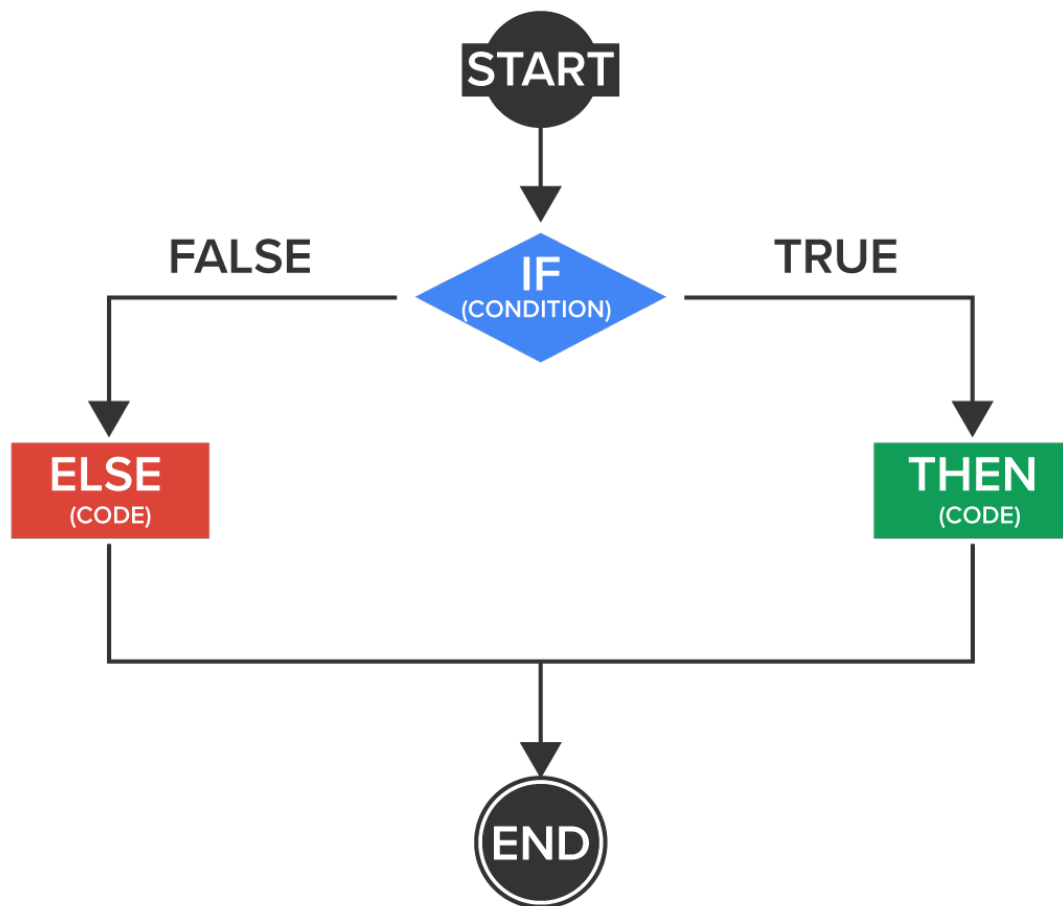 START
FALSE
IF
(CONDITION)
TRUE
ELSE
(CODE)
THEN
(CODE)
END